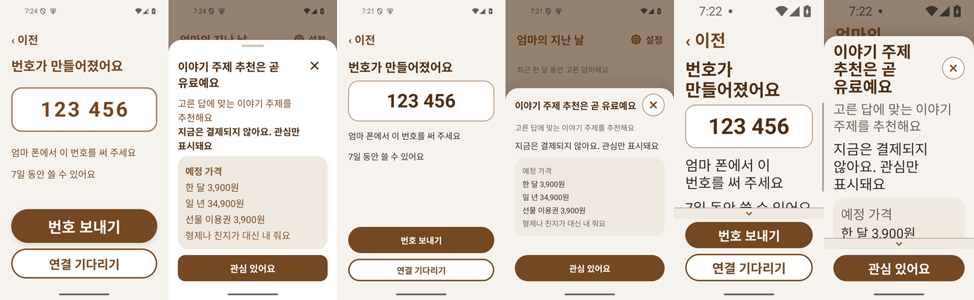 7:24
‹ 이전
번호가 만들어졌어요
123 456
엄마 폰에서 이 번호를 써 주세요
7일 동안 쓸 수 있어요
번호 보내기
연결 기다리기
7:24
엄마의 지난 날
설정
이야기 주제 추천은 곧
유료예요
고른 답에 맞는 이야기 주제를
추천해요
지금은 결제되지 않아요. 관심만
표시돼요
예정 가격
한 달 3,900원
일 년 34,900원
선물 이용권 3,900원
형제나 친지가 대신 내 줘요
관심 있어요
7:21
‹ 이전
번호가 만들어졌어요
123 456
엄마 폰에서 이 번호를 써 주세요
7일 동안 쓸 수 있어요
번호 보내기
연결 기다리기
7:21
엄마의 지난 날
설정
최근 한 달 동안 고른 답이에요
이야기 주제 추천은 곧 유료예요
고른 답에 맞는 이야기 주제를 추천해요
지금은 결제되지 않아요. 관심만 표시돼요
예정 가격
한 달 3,900원
일 년 34,900원
선물 이용권 3,900원
형제나 친지가 대신 내 줘요
관심 있어요
7:22
‹ 이전
번호가
만들어졌어요
123 456
엄마 폰에서 이
번호를 써 주세요
7일 동안 쓸 수 있어요
번호 보내기
연결 기다리기
7:22
엄마의
이야기 주제
추천은 곧
유료예요
고른 답에 맞는 이야기
주제를 추천해요
지금은 결제되지
않아요. 관심만
표시돼요
예정 가격
한 달 3,900원
관심 있어요